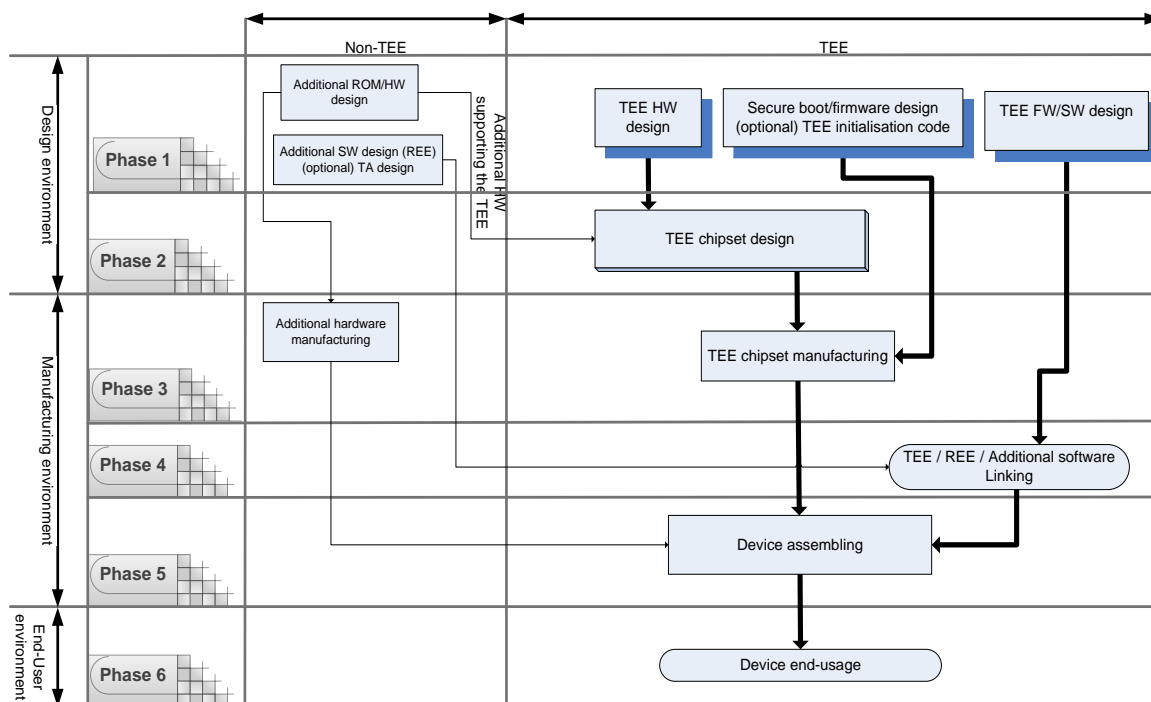 Non-TEE
TEE
Design environment
Manufacturing environment
End-User
environment
Phase 1
Phase 2
Phase 3
Phase 4
Phase 5
Phase 6
Additional ROM/HW
design
Additional SW design (REE)
(optional) TA design
Additional HW
supporting the TEE
TEE HW
design
Secure boot/firmware design
(optional) TEE initialisation code
TEE FW/SW design
TEE chipset design
Additional hardware
manufacturing
TEE chipset manufacturing
TEE / REE / Additional software
Linking
Device assembling
Device end-usage